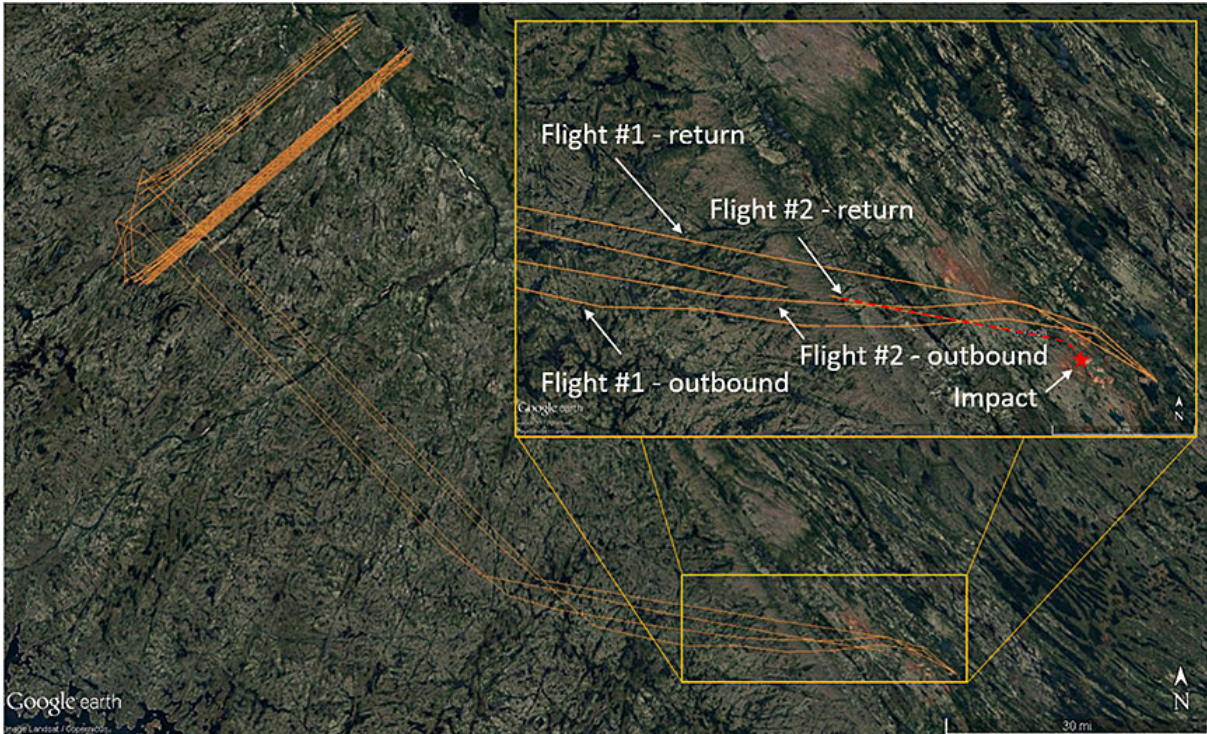 Flight #1 - return
Flight #2 - return
Flight #2 - outbound
Flight #1 - outbound
Impact
Google earth
N
Google earth
Image Landsat / Copernicus
30 mi
N